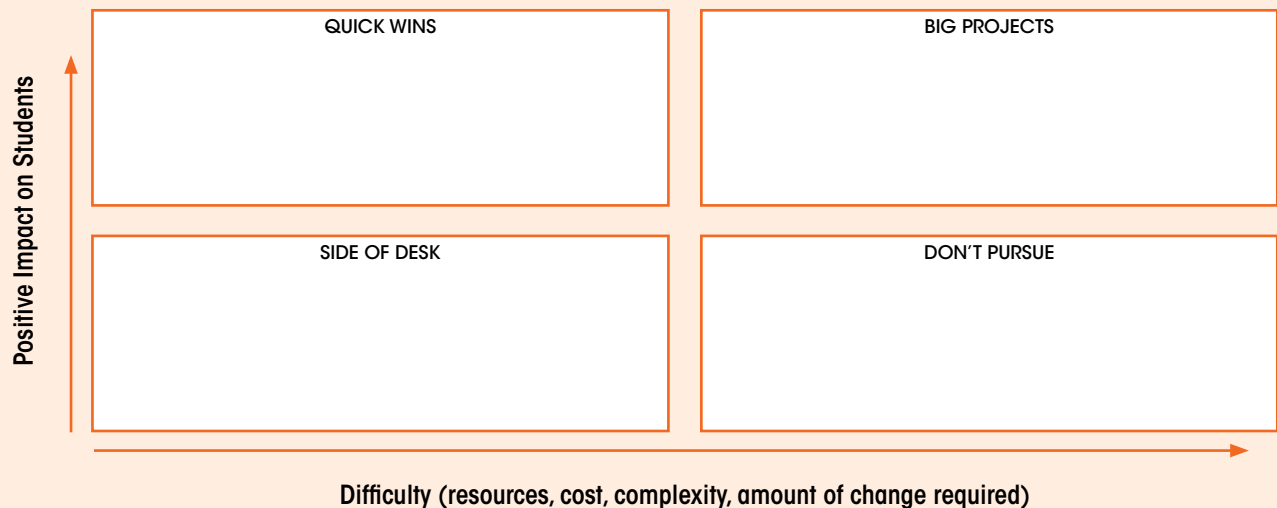 QUICK WINS
BIG PROJECTS
Positive Impact on Students
SIDE OF DESK
DON’T PURSUE
Difficulty (resources, cost, complexity, amount of change required)